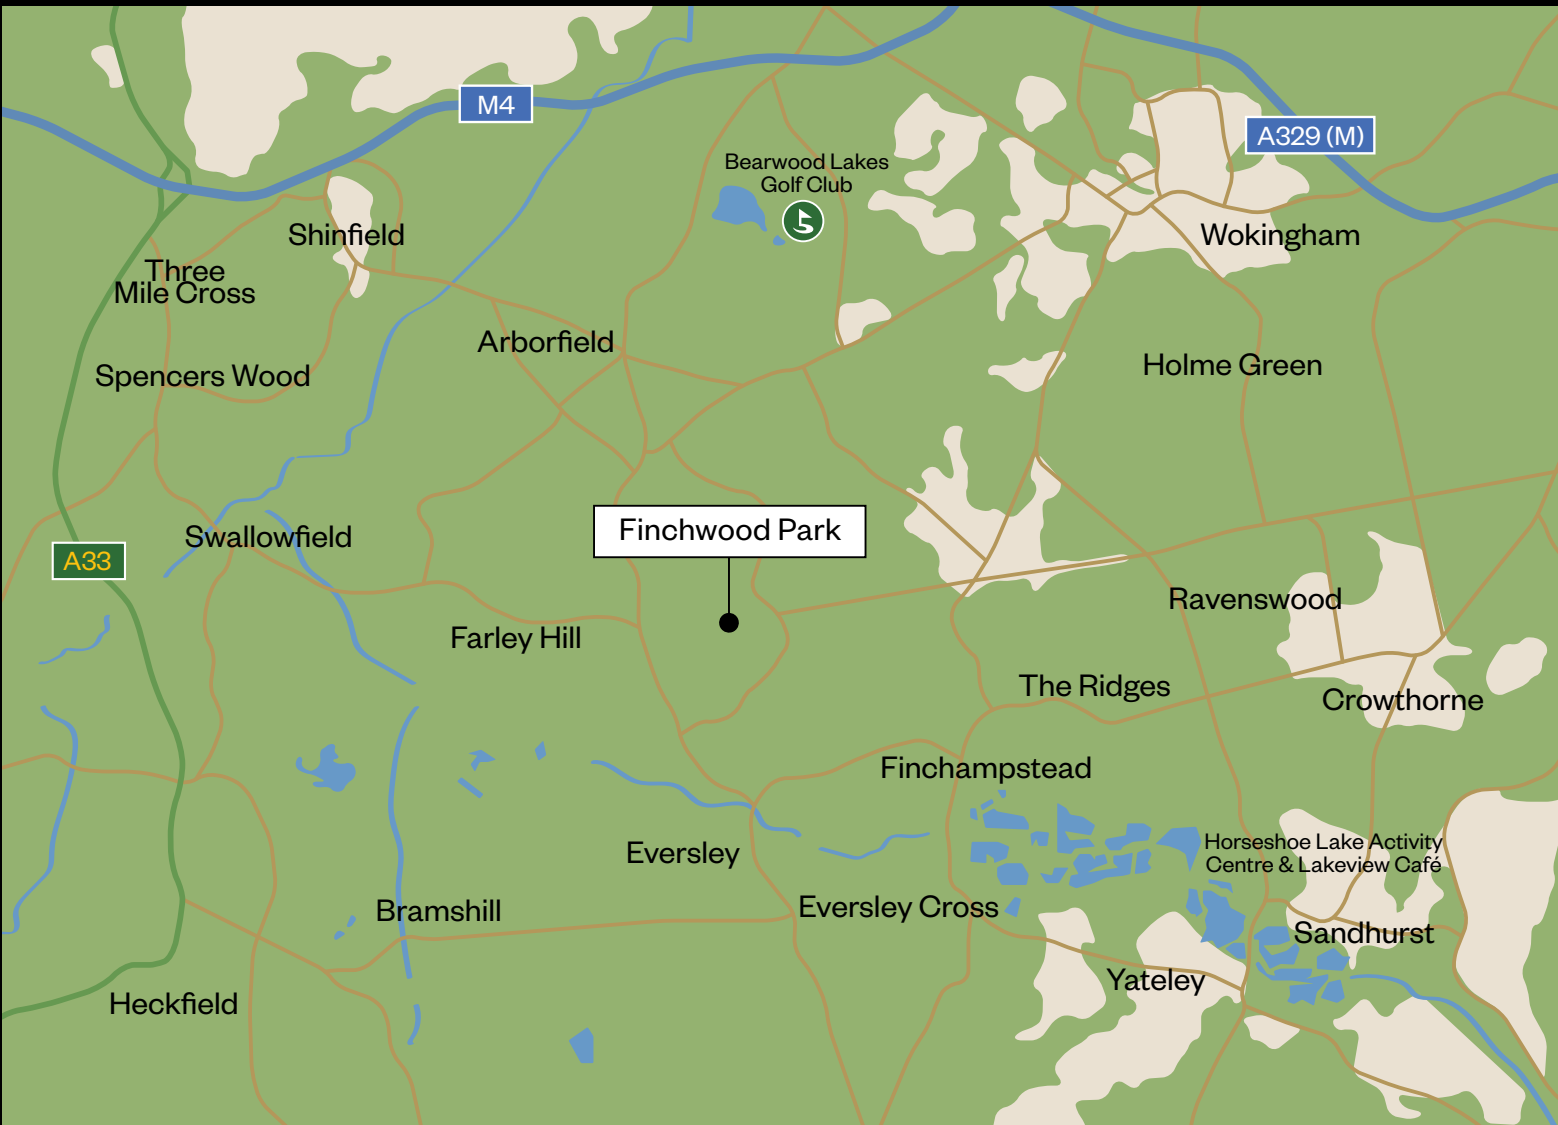 M4
A329 (M)
Bearwood Lakes
Golf Club
Shinfield
Wokingham
Three
Mile Cross
Arborfield
Holme Green
Spencers Wood
Finchwood Park
Swallowfield
A33
Ravenswood
Farley Hill
The Ridges
Crowthorne
Finchampstead
Horseshoe Lake Activity
Centre & Lakeview Café
Eversley
Eversley Cross
Bramshill
Sandhurst
Yateley
Heckfield